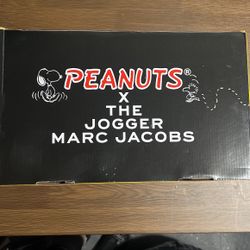 PEANUTS®
X
THE
JOGGER
MARC JACOBS